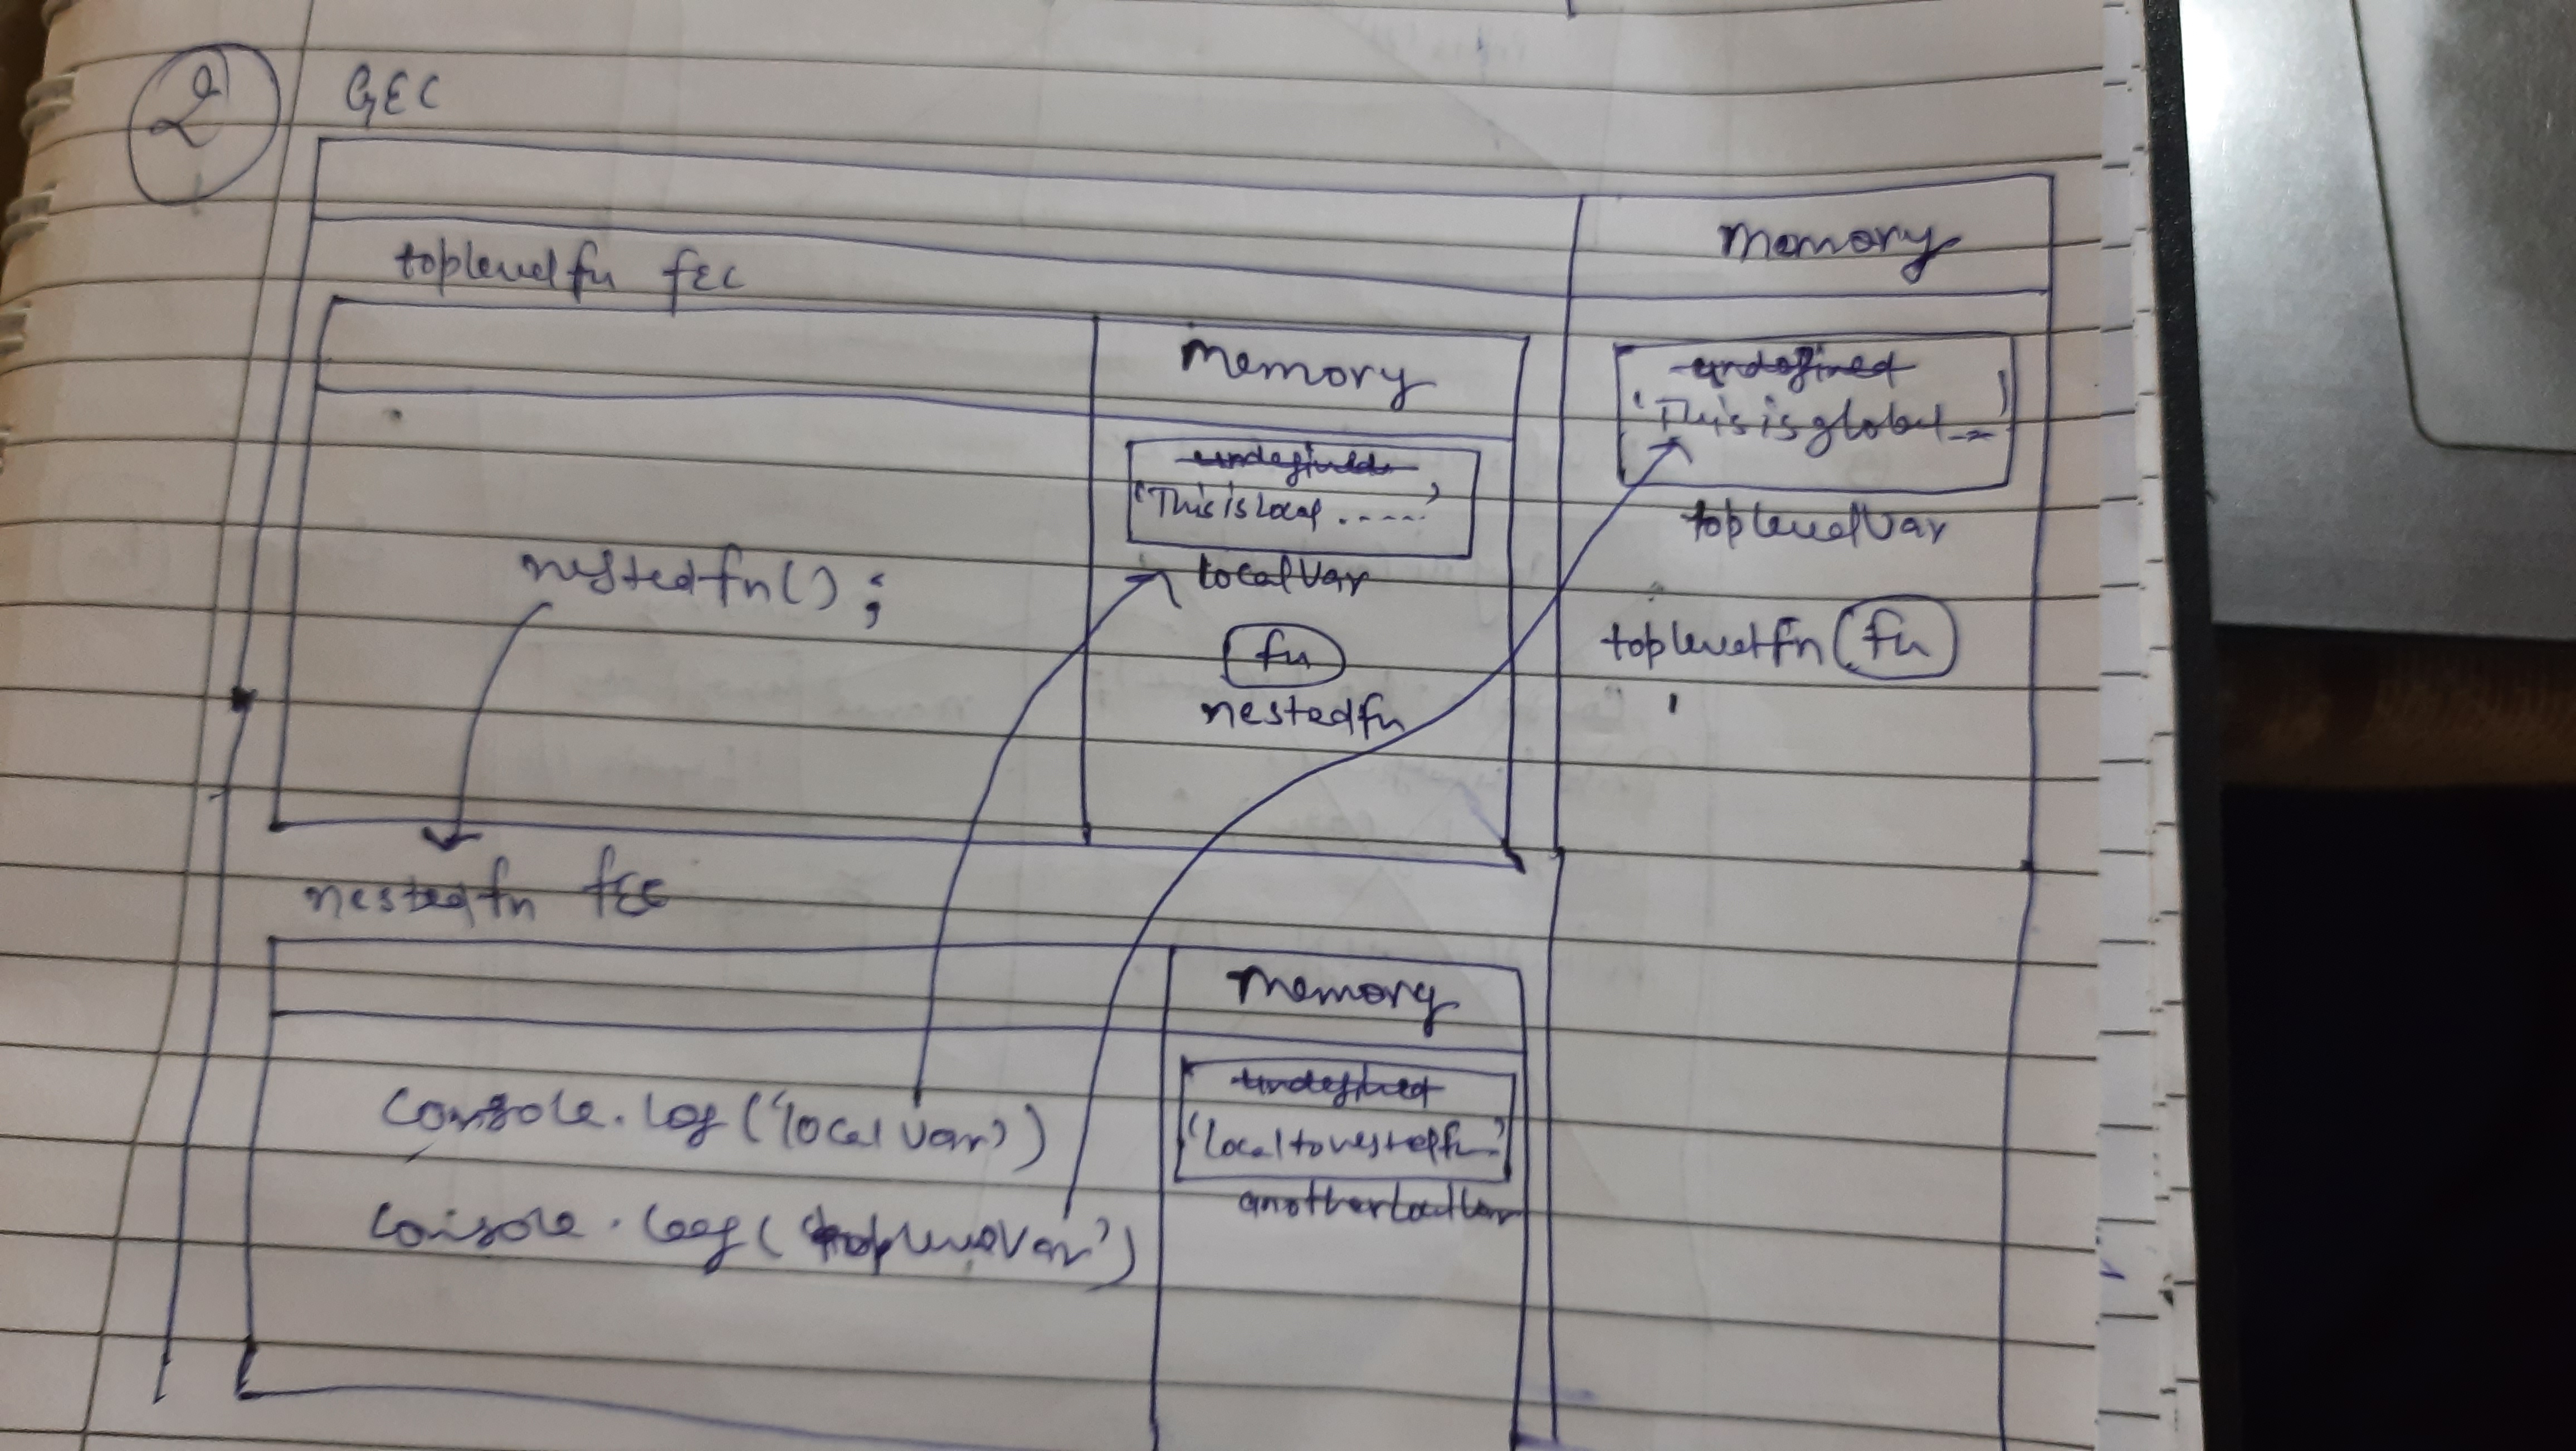 2a
GEC
toplevelfn FEC
Memory
Memory
undefined
'This is global --'
toplevelVar
toplevelfn (fn)
undefined
'This is local .....'
localVar
fn
nestedfn
nestedfn();
nestedfn FEC
Memory
console.log('localVar')
console.log('toplevelVar')
undefined
'local to nestedfn'
anotherlocalVar